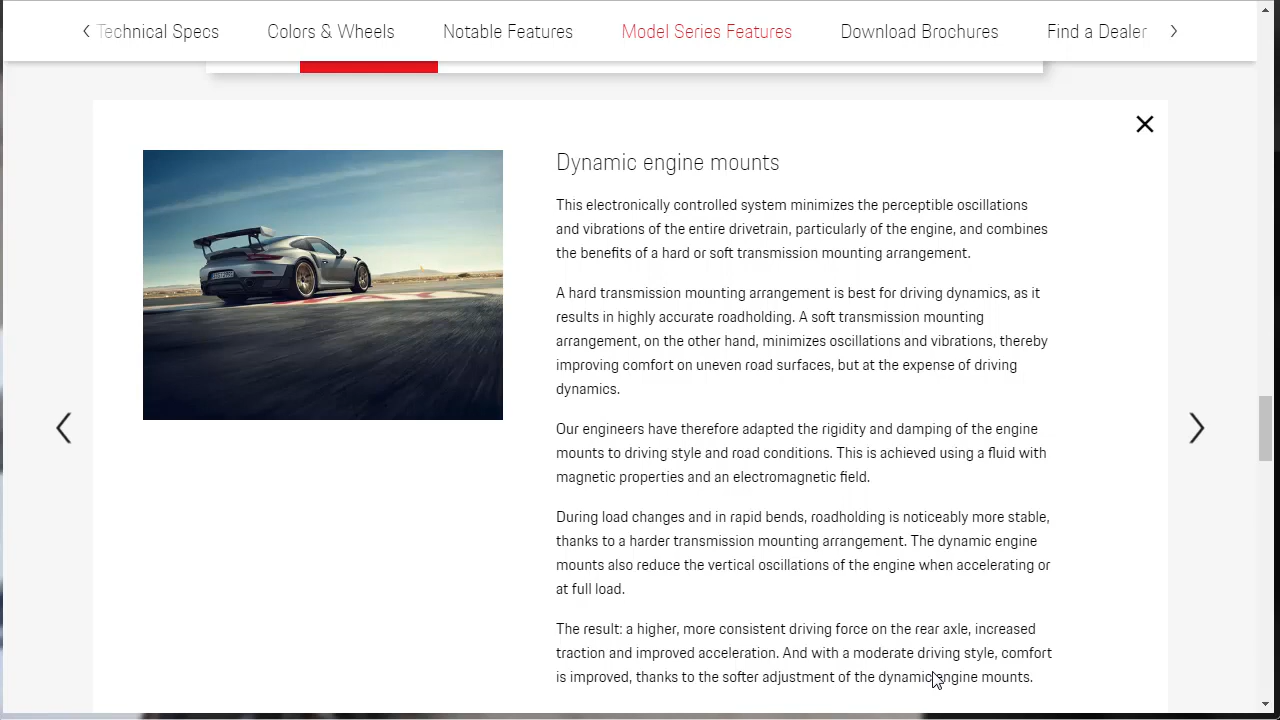 Technical Specs
Colors & Wheels
Notable Features
Model Series Features
Download Brochures
Find a Dealer
Dynamic engine mounts
This electronically controlled system minimizes the perceptible oscillations
and vibrations of the entire drivetrain, particularly of the engine, and combines
the benefits of a hard or soft transmission mounting arrangement.
A hard transmission mounting arrangement is best for driving dynamics, as it
results in highly accurate roadholding. A soft transmission mounting
arrangement, on the other hand, minimizes oscillations and vibrations, thereby
improving comfort on uneven road surfaces, but at the expense of driving
dynamics.
Our engineers have therefore adapted the rigidity and damping of the engine
mounts to driving style and road conditions. This is achieved using a fluid with
magnetic properties and an electromagnetic field.
During load changes and in rapid bends, roadholding is noticeably more stable,
thanks to a harder transmission mounting arrangement. The dynamic engine
mounts also reduce the vertical oscillations of the engine when accelerating or
at full load.
The result: a higher, more consistent driving force on the rear axle, increased
traction and improved acceleration. And with a moderate driving style, comfort
is improved, thanks to the softer adjustment of the dynamic engine mounts.